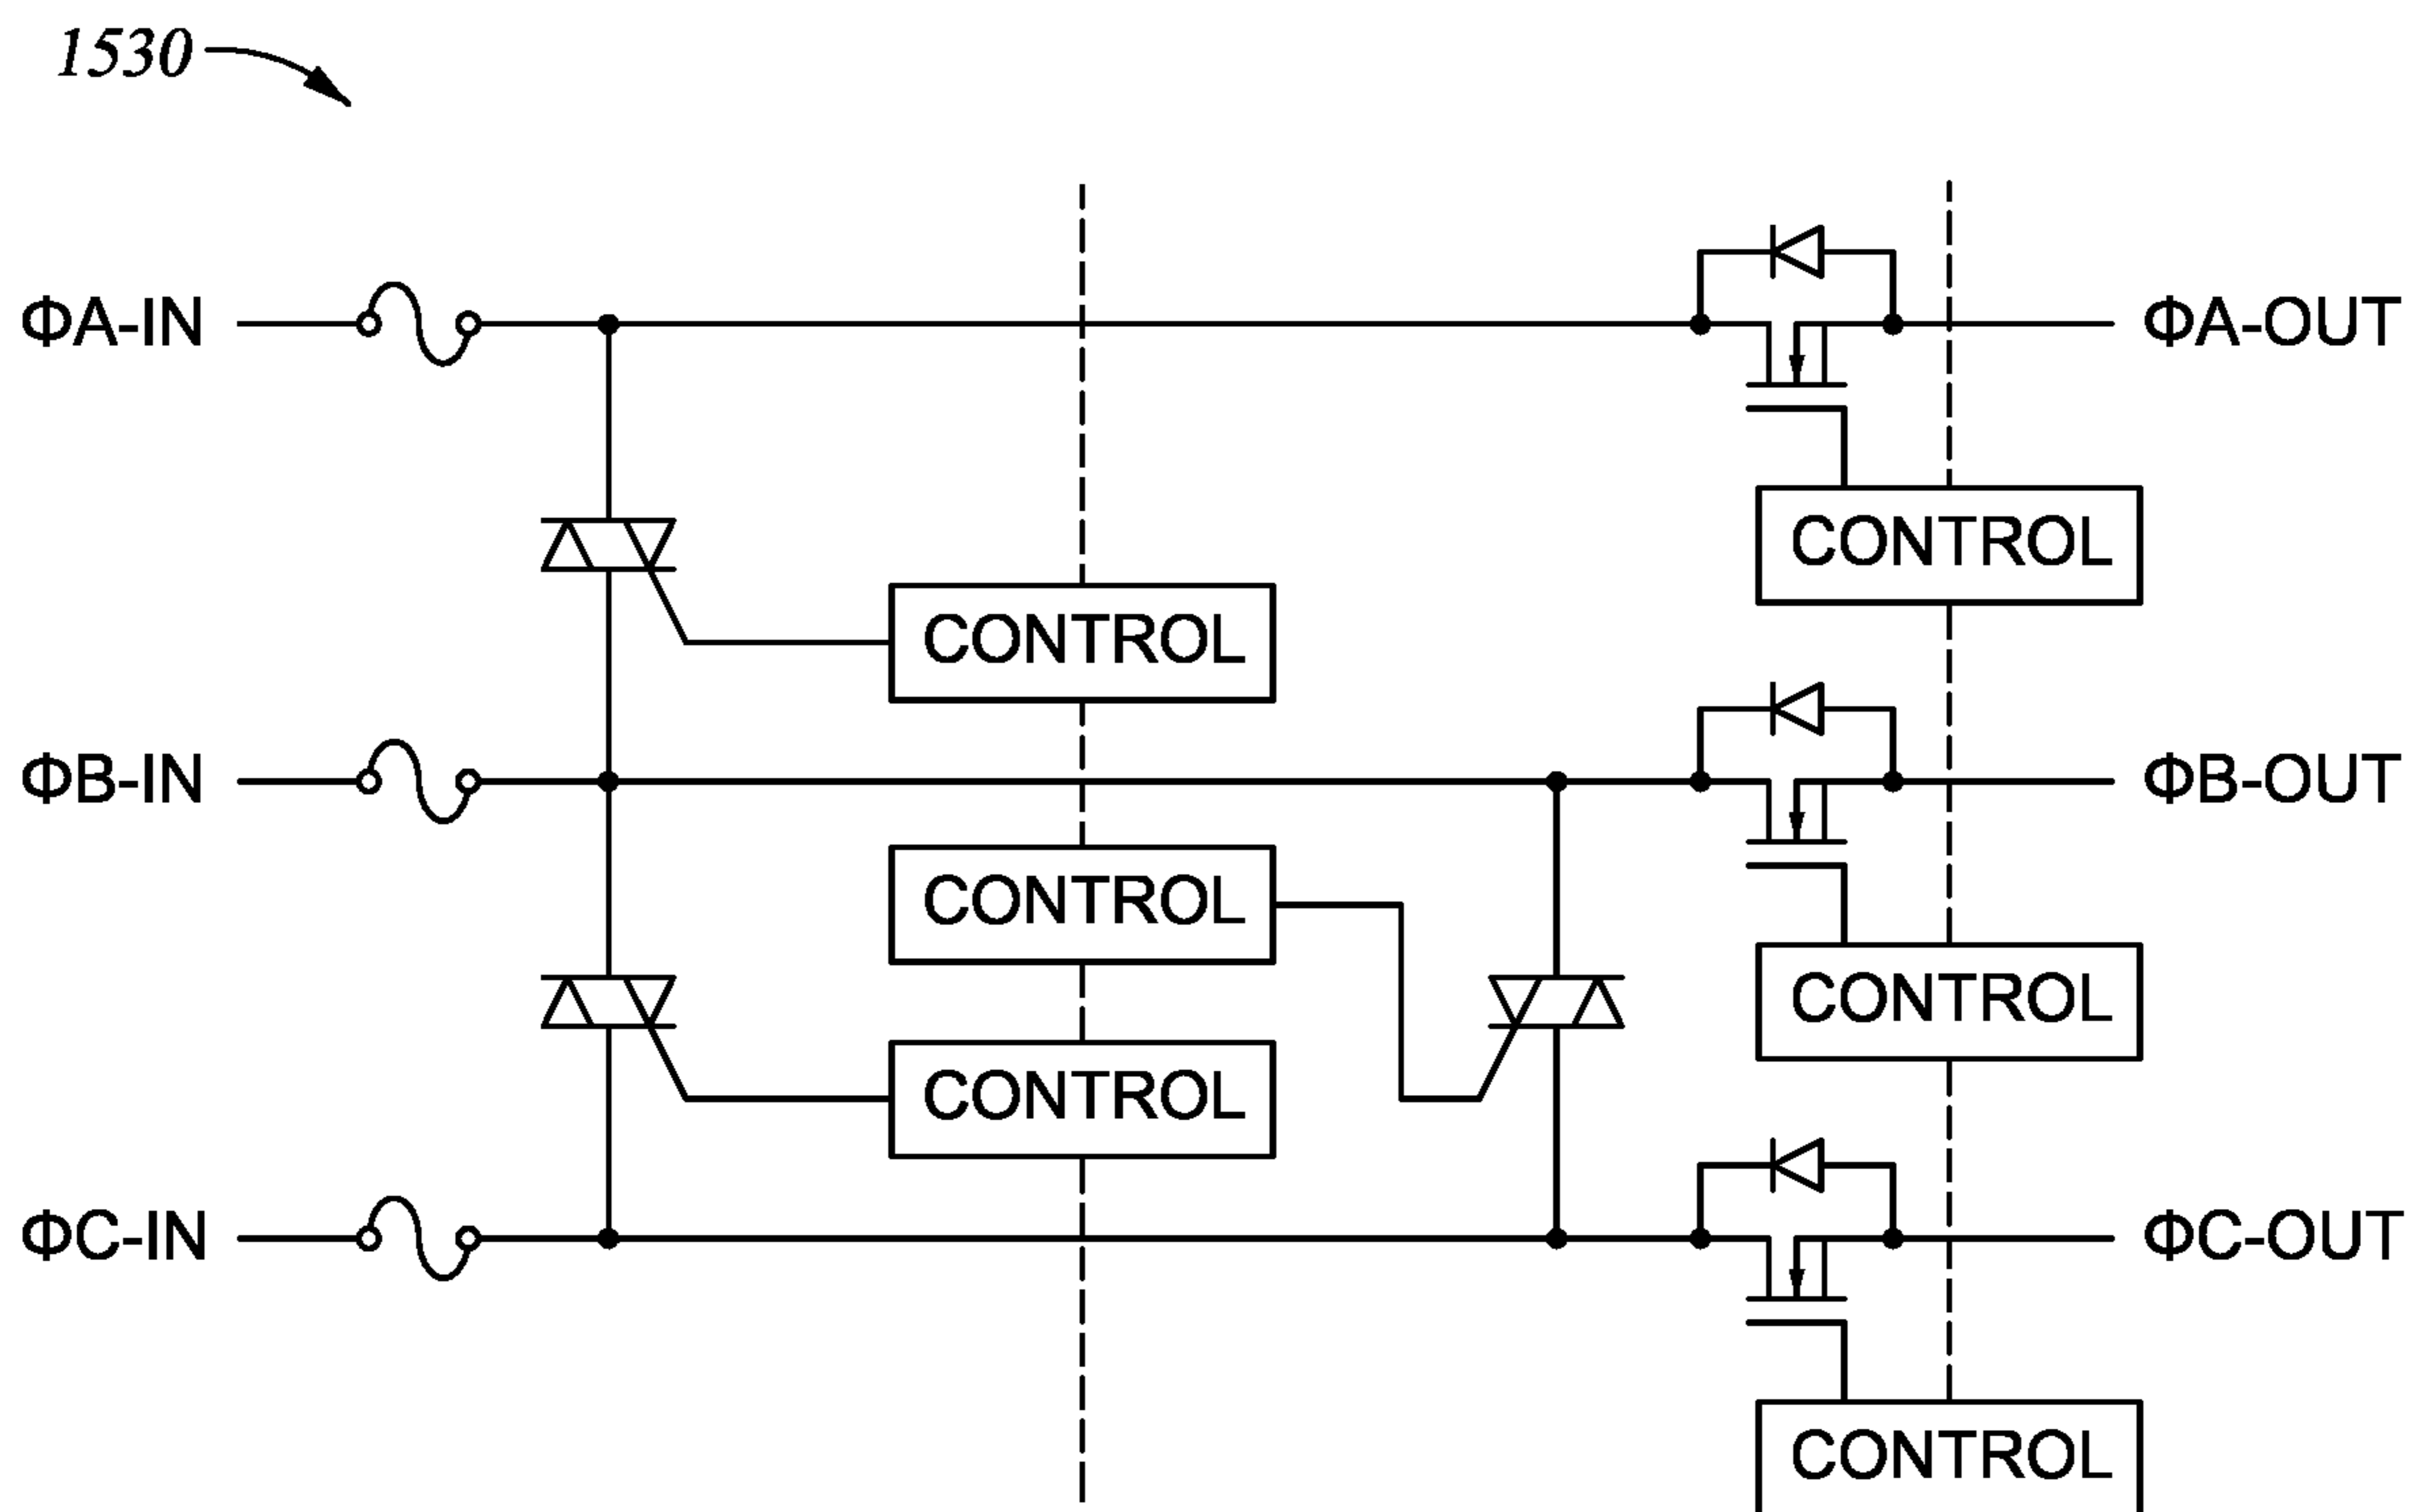 1530
ΦA-IN
ΦA-OUT
CONTROL
CONTROL
ΦB-IN
ΦB-OUT
CONTROL
CONTROL
CONTROL
ΦC-IN
ΦC-OUT
CONTROL